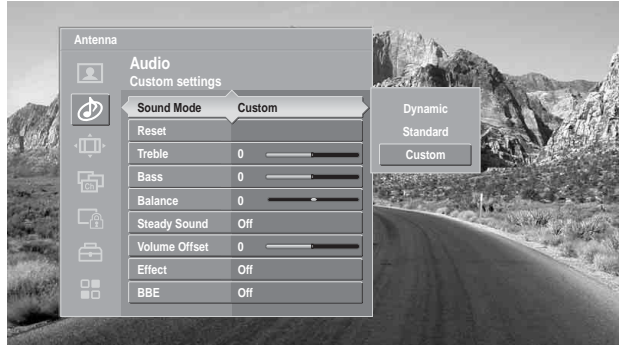 Antenna
Audio
Custom settings
Sound Mode Custom
Reset
Treble 0
Bass 0
Balance 0
Steady Sound Off
Volume Offset 0
Effect Off
BBE Off
Dynamic
Standard
Custom
Ch